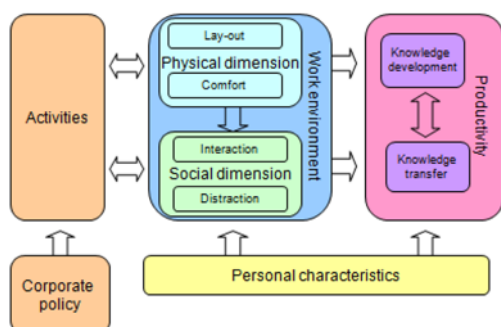 Activities
Lay-out
Physical dimension
Comfort
Interaction
Social dimension
Distraction
Work environment
Knowledge
development
Knowledge
transfer
Productivity
Corporate
policy
Personal characteristics